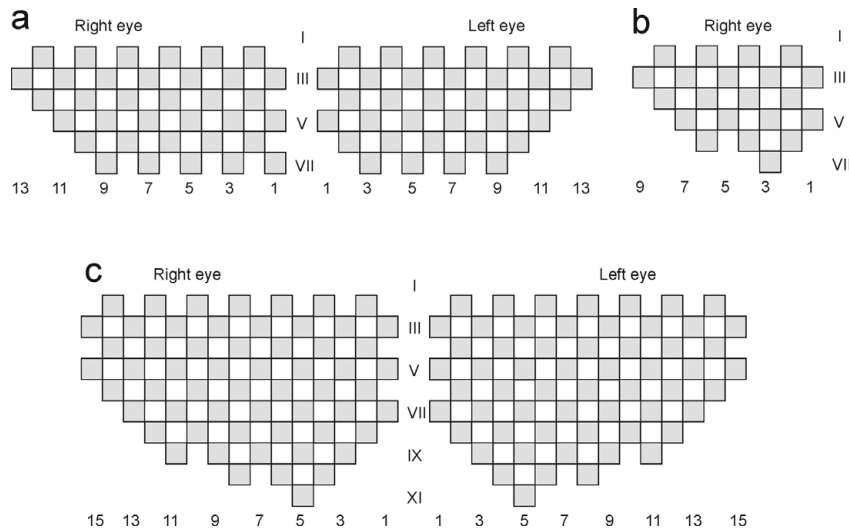 a
b
Right eye
Left eye
Right eye
I
I
III
III
V
V
VII
VII
13 11 9 7 5 3 1
1 3 5 7 9 11 13
9 7 5 3 1
c
Right eye
Left eye
I
III
V
VII
IX
XI
15 13 11 9 7 5 3 1
1 3 5 7 9 11 13 15